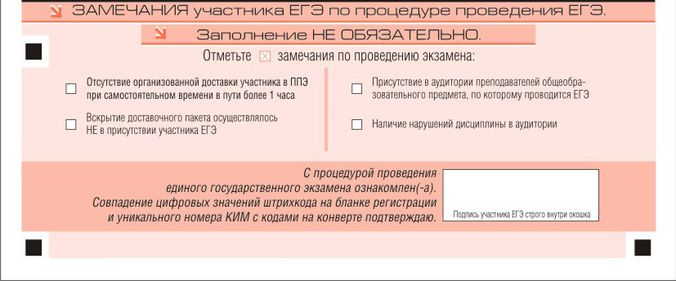 ЗАМЕЧАНИЯ участника ЕГЭ по процедуре проведения ЕГЭ.
Заполнение НЕ ОБЯЗАТЕЛЬНО.
Отметьте замечания по проведению экзамена:
Отсутствие организованной доставки участника в ППЭ
при самостоятельном времени в пути более 1 часа
Вскрытие доставочного пакета осуществлялось
НЕ в присутствии участника ЕГЭ
Присутствие в аудитории преподавателей общеобра-
зовательного предмета, по которому проводится ЕГЭ
Наличие нарушений дисциплины в аудитории
С процедурой проведения
единого государственного экзамена ознакомлен(-а).
Совпадение цифровых значений штрихкода на бланке регистрации
и уникального номера КИМ с кодами на конверте подтверждаю.
Подпись участника ЕГЭ строго внутри окошка